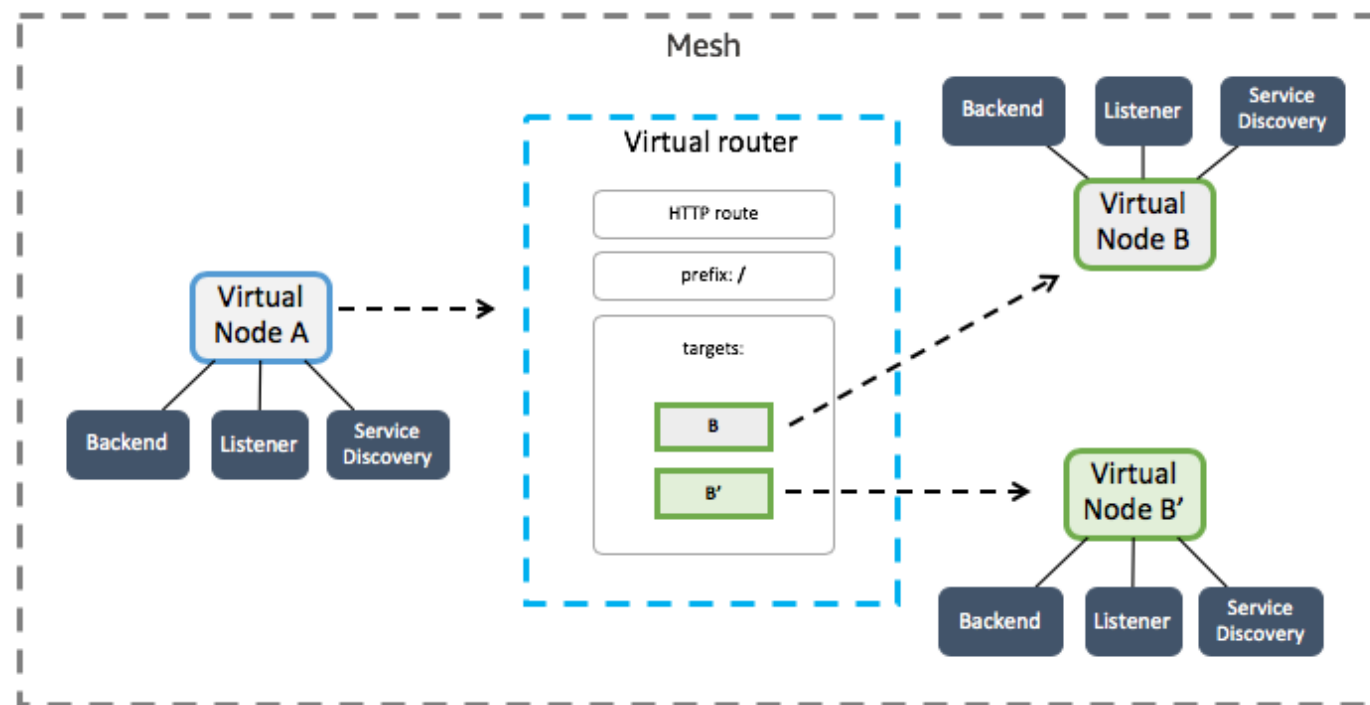 Mesh
Virtual router
HTTP route
prefix: /
targets:
B
B’
Virtual
Node A
Backend
Listener
Service
Discovery
Backend
Listener
Service
Discovery
Virtual
Node B
Virtual
Node B’
Backend
Listener
Service
Discovery